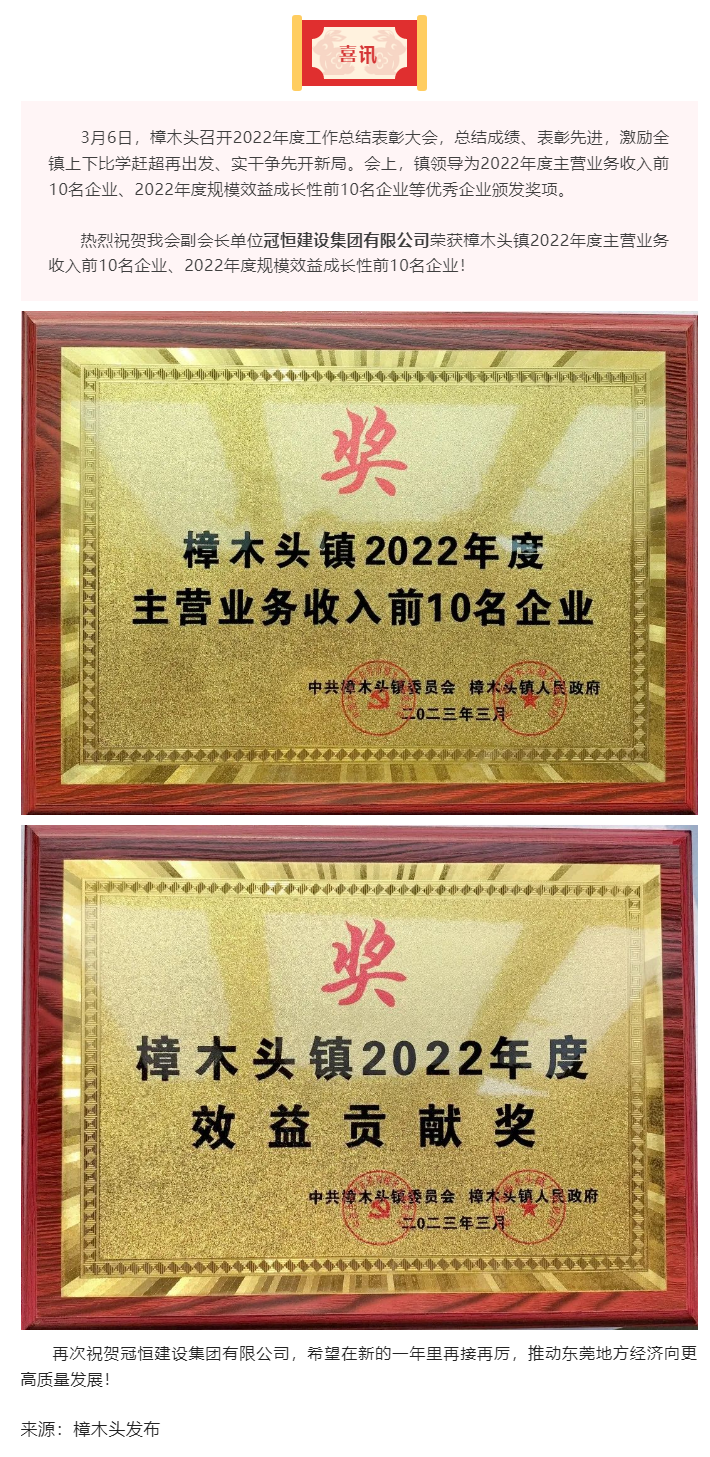 喜讯
3月6日，樟木头召开2022年度工作总结表彰大会，总结成绩、表彰先进，激励全
镇上下比学赶超再出发、实干争先开新局。会上，镇领导为2022年度主营业务收入前
10名企业、2022年度规模效益成长性前10名企业等优秀企业颁发奖项。
热烈祝贺我会副会长单位冠恒建设集团有限公司荣获樟木头镇2022年度主营业务
收入前10名企业、2022年度规模效益成长性前10名企业！
奖
樟木头镇2022年度
主营业务收入前10名企业
中共樟木头镇委员会 樟木头镇人民政府
二0二三年三月
奖
樟木头镇2022年度
效益贡献奖
中共樟木头镇委员会 樟木头镇人民政府
二0二三年三月
再次祝贺冠恒建设集团有限公司，希望在新的一年里再接再厉，推动东莞地方经济向更
高质量发展！
来源：樟木头发布